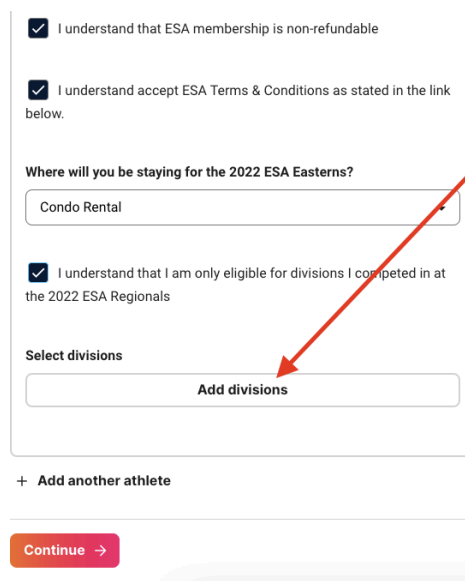 I understand that ESA membership is non-refundable
I understand accept ESA Terms & Conditions as stated in the link
below.
Where will you be staying for the 2022 ESA Easterns?
Condo Rental
I understand that I am only eligible for divisions I competed in at
the 2022 ESA Regionals
Select divisions
Add divisions
+ Add another athlete
Continue →